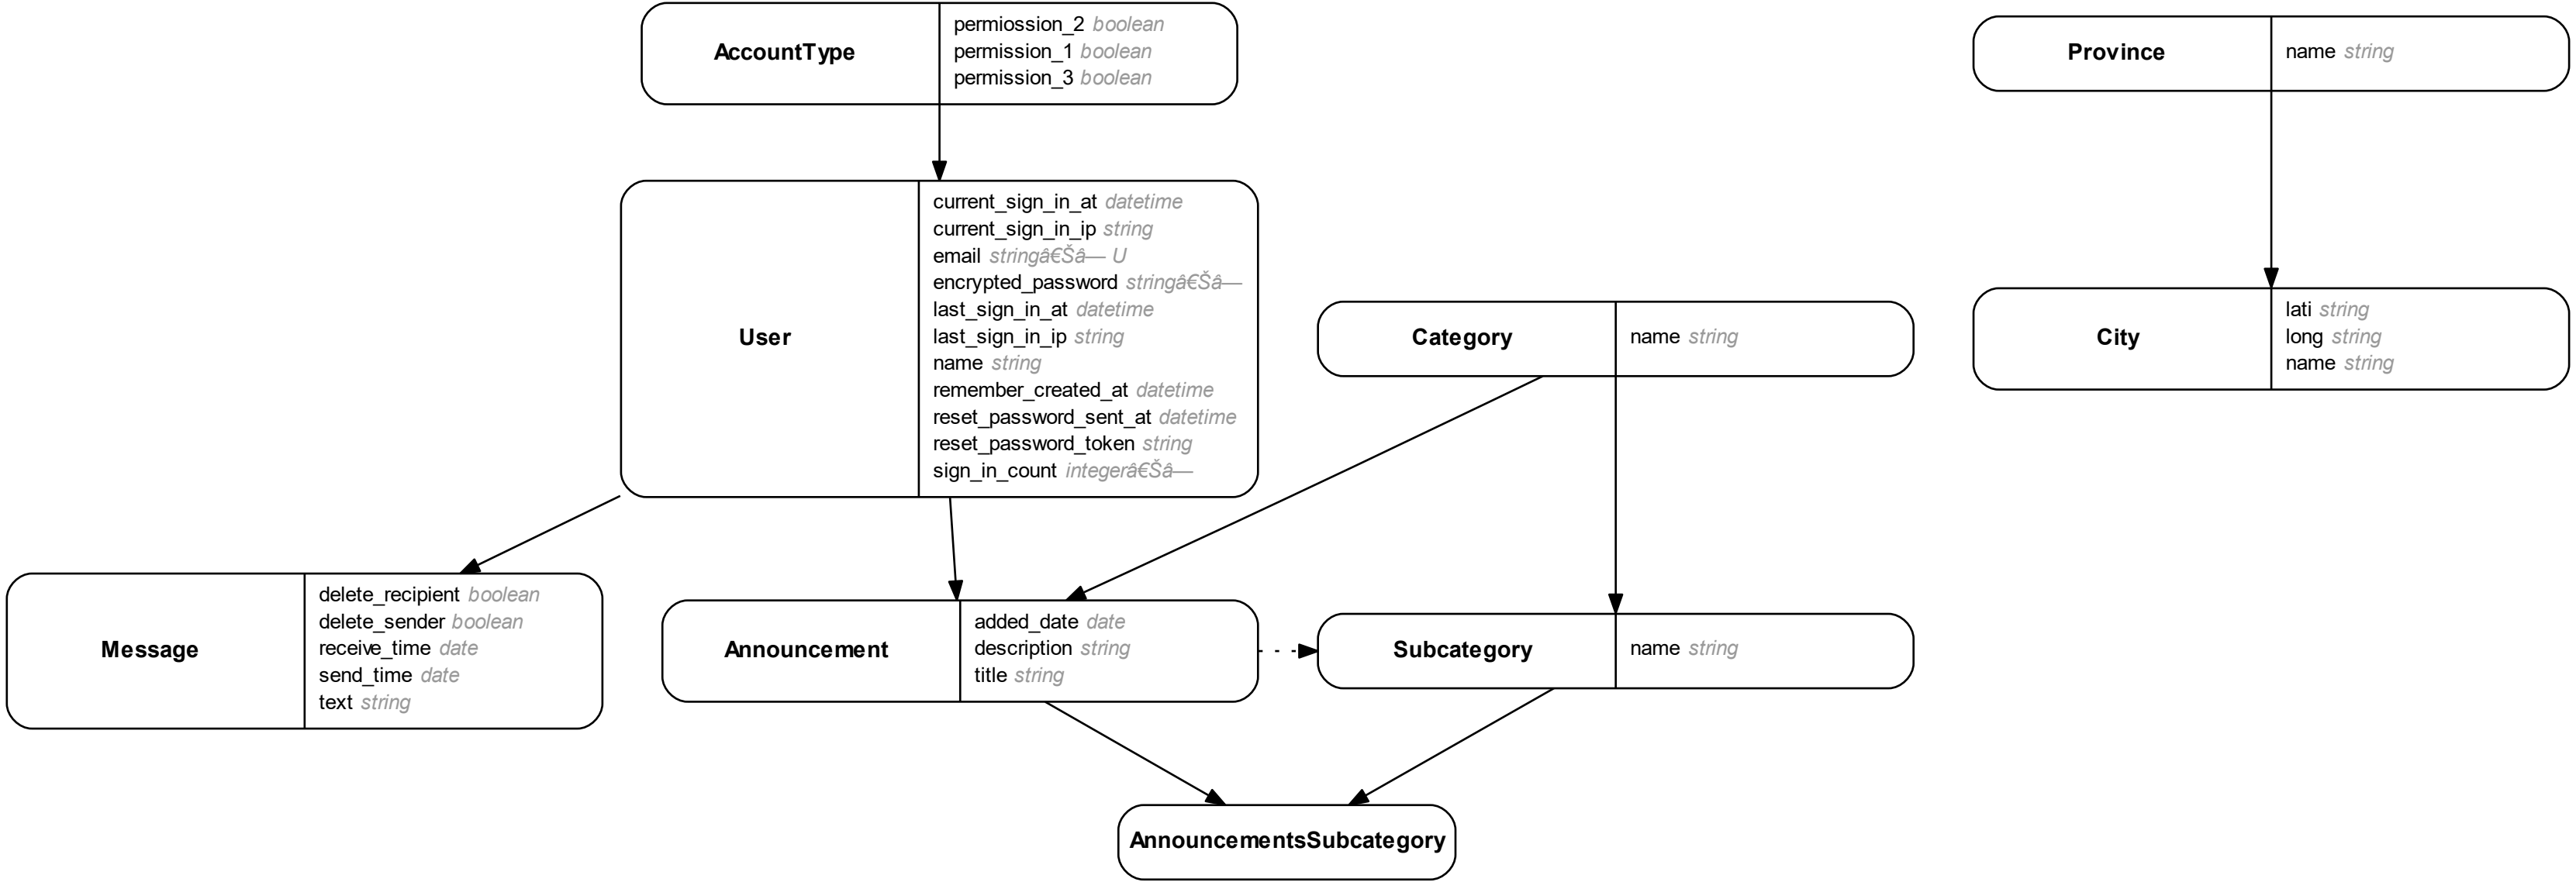 AccountType
permiossion_2 boolean
permission_1 boolean
permission_3 boolean
Province
name string
User
current_sign_in_at datetime
current_sign_in_ip string
email stringâ€Šâ— U
encrypted_password stringâ€Šâ—
last_sign_in_at datetime
last_sign_in_ip string
name string
remember_created_at datetime
reset_password_sent_at datetime
reset_password_token string
sign_in_count integerâ€Šâ—
Category
name string
City
lati string
long string
name string
Message
delete_recipient boolean
delete_sender boolean
receive_time date
send_time date
text string
Announcement
added_date date
description string
title string
Subcategory
name string
AnnouncementsSubcategory